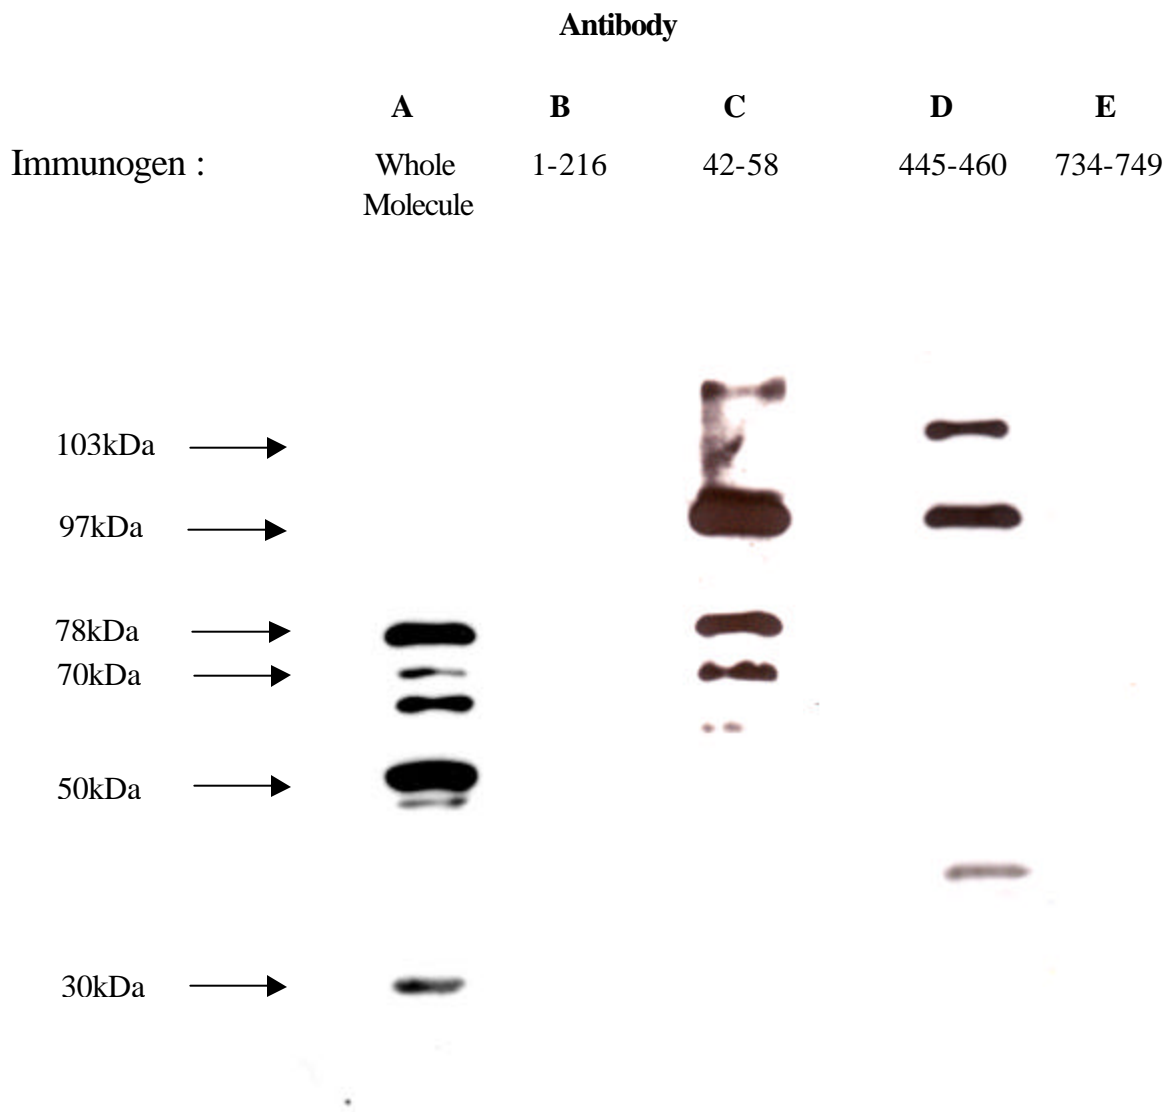 Antibody
A B C D E
Immunogen : Whole 1-216 42-58 445-460 734-749
Molecule
103kDa
97kDa
78kDa
70kDa
50kDa
30kDa